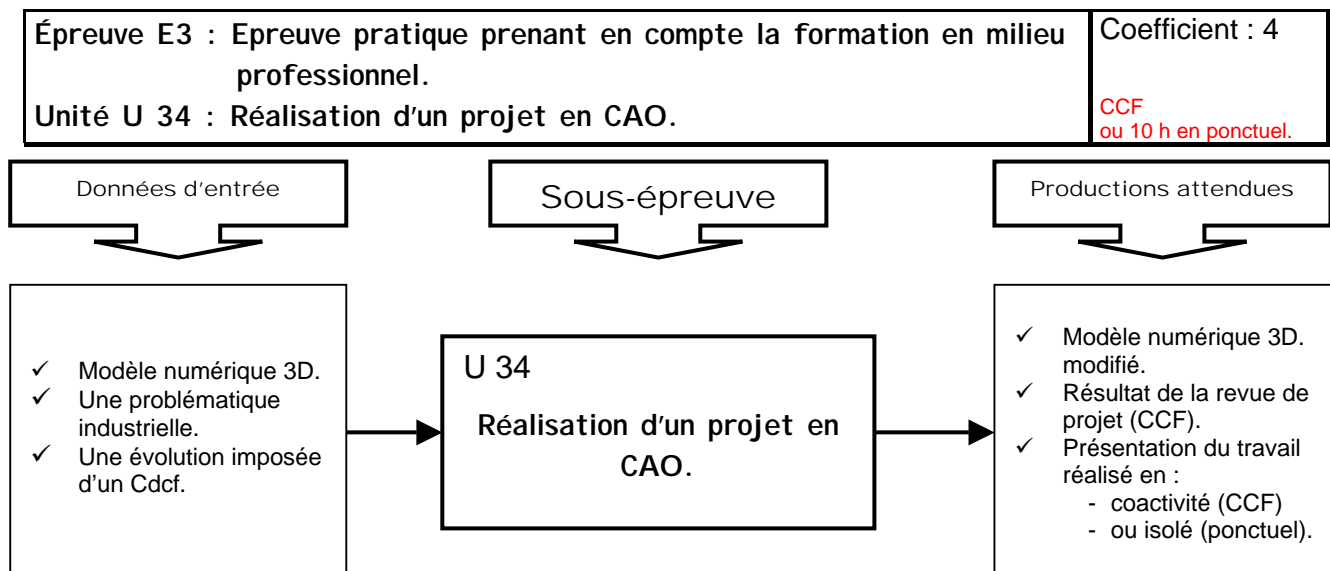 Épreuve E3 : Epreuve pratique prenant en compte la formation en milieu
professionnel.
Unité U 34 : Réalisation d'un projet en CAO.
Coefficient : 4
CCF
ou 10 h en ponctuel.
Données d'entrée
Sous-épreuve
Productions attendues
✓ Modèle numérique 3D.
✓ Une problématique
industrielle.
✓ Une évolution imposée
d'un Cdcf.
U 34
Réalisation d'un projet en
CAO.
✓ Modèle numérique 3D.
modifié.
✓ Résultat de la revue de
projet (CCF).
✓ Présentation du travail
réalisé en :
- coactivité (CCF)
- ou isolé (ponctuel).